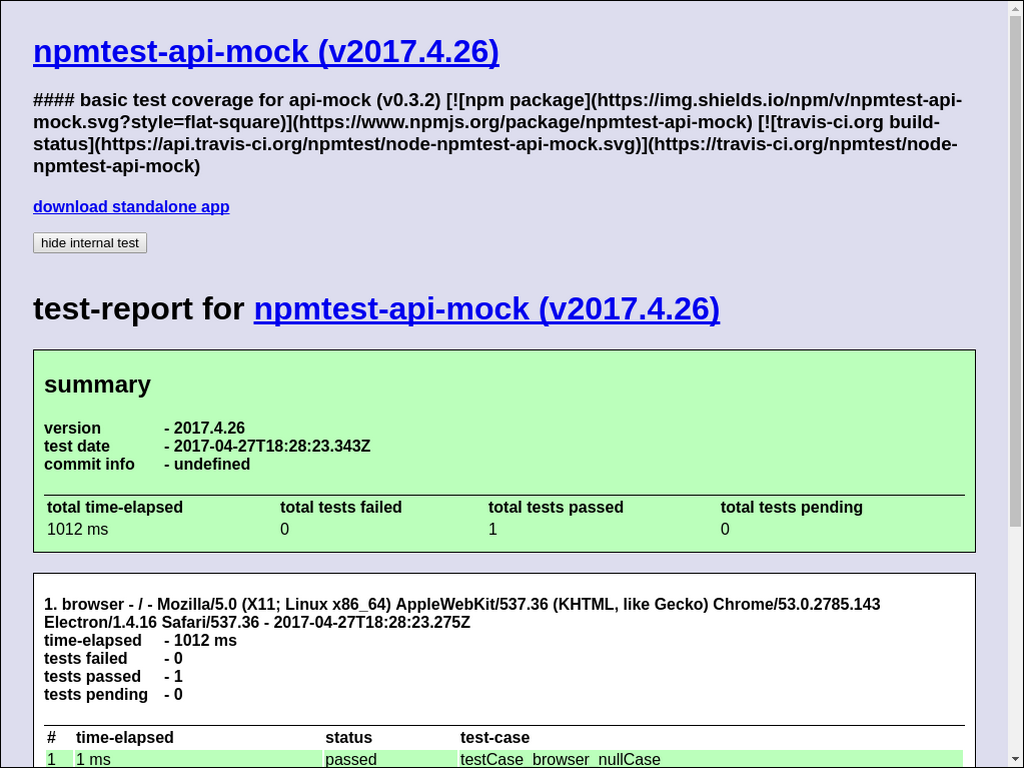 npmtest-api-mock (v2017.4.26)
#### basic test coverage for api-mock (v0.3.2) [![npm package](https://img.shields.io/npm/v/npmtest-api-
mock.svg?style=flat-square)](https://www.npmjs.org/package/npmtest-api-mock) [![travis-ci.org build-
status](https://api.travis-ci.org/npmtest/node-npmtest-api-mock.svg)](https://travis-ci.org/npmtest/node-
npmtest-api-mock)
download standalone app
hide internal test
test-report for npmtest-api-mock (v2017.4.26)
summary
version - 2017.4.26
test date - 2017-04-27T18:28:23.343Z
commit info - undefined
total time-elapsed total tests failed total tests passed total tests pending
1012 ms 0 1 0
1. browser - / - Mozilla/5.0 (X11; Linux x86_64) AppleWebKit/537.36 (KHTML, like Gecko) Chrome/53.0.2785.143
Electron/1.4.16 Safari/537.36 - 2017-04-27T18:28:23.275Z
time-elapsed - 1012 ms
tests failed - 0
tests passed - 1
tests pending - 0
# time-elapsed status test-case
1 1 ms passed testCase_browser_nullCase